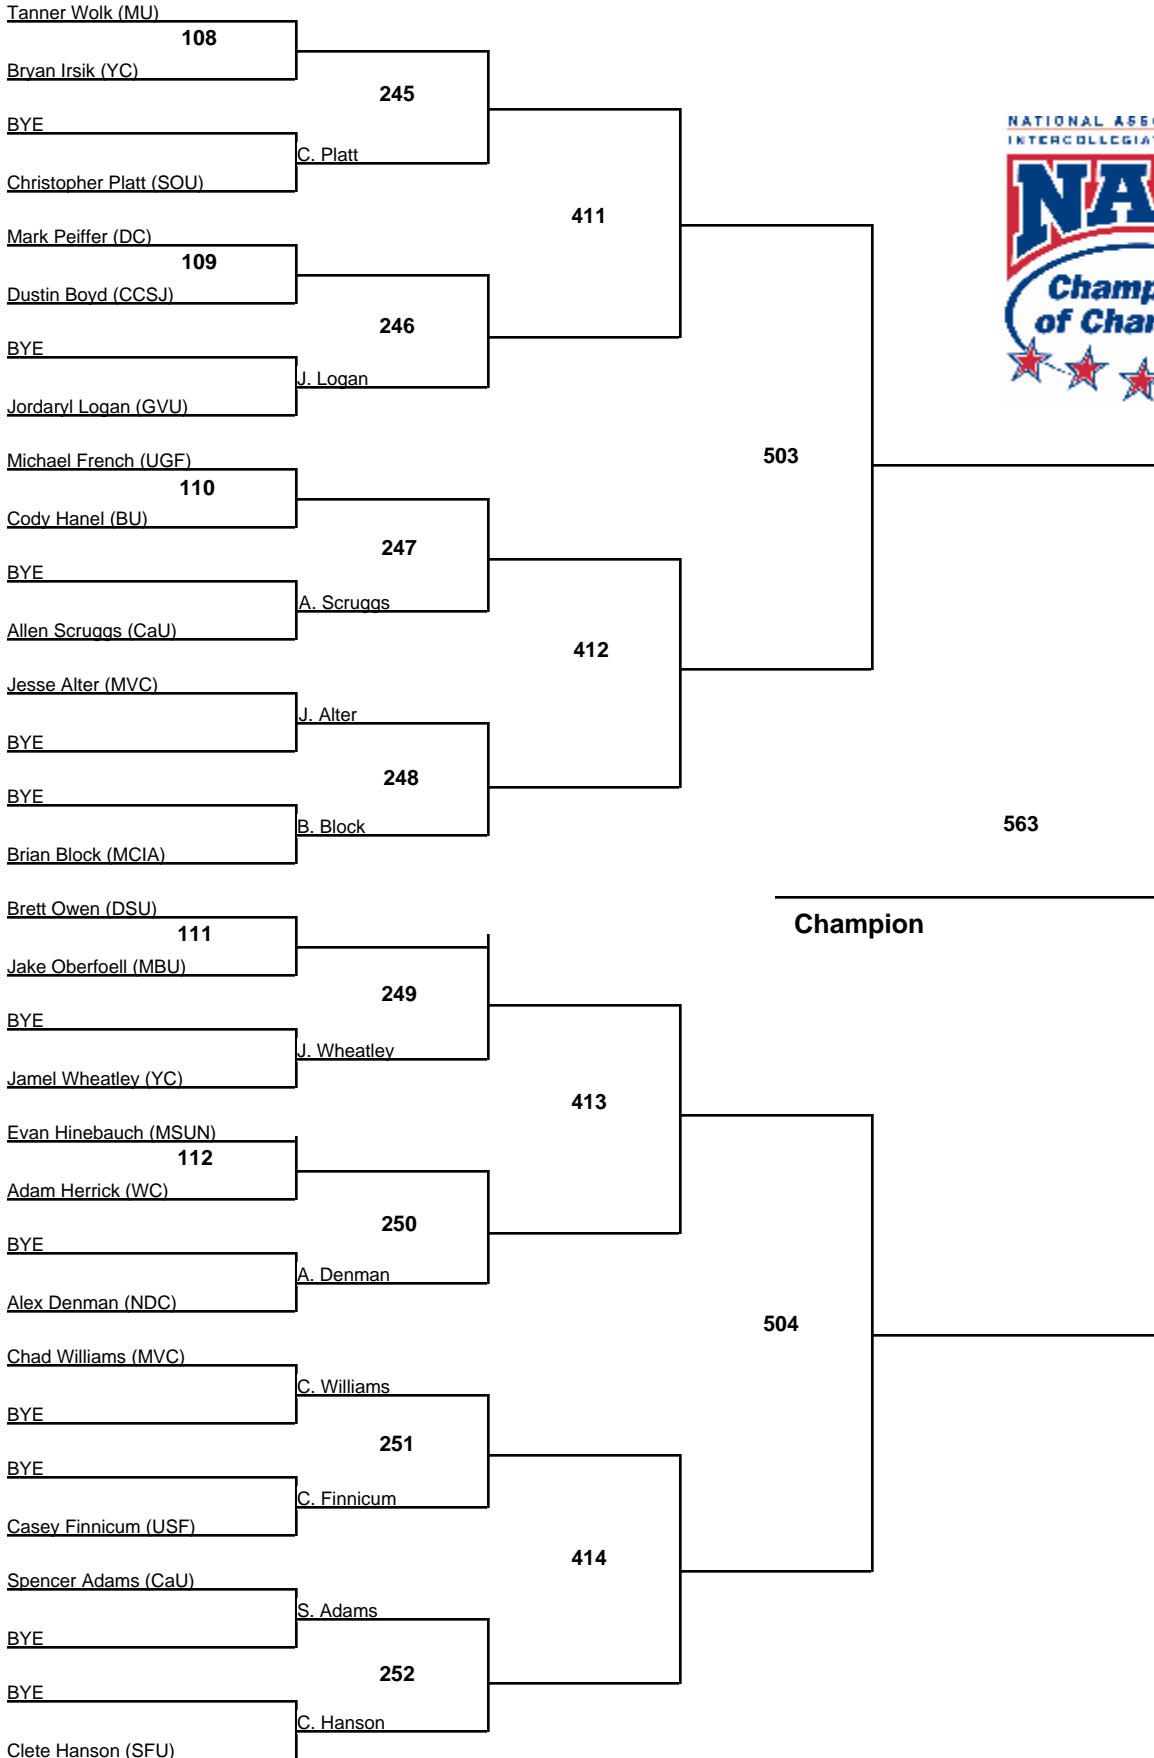 Tanner Wolk (MU)
108
Bryan Irsik (YC)
245
BYE
C. Platt
Christopher Platt (SOU)
411
Mark Peiffer (DC)
109
Dustin Boyd (CCSJ)
246
BYE
J. Logan
Jordaryl Logan (GVU)
503
Michael French (UGF)
110
Cody Hanel (BU)
247
BYE
A. Scruggs
Allen Scruggs (CaU)
412
Jesse Alter (MVC)
J. Alter
BYE
248
BYE
B. Block
Brian Block (MCIA)
563
Champion
Brett Owen (DSU)
111
Jake Oberfoell (MBU)
249
BYE
J. Wheatley
Jamel Wheatley (YC)
413
Evan Hinebauch (MSUN)
112
Adam Herrick (WC)
250
BYE
A. Denman
Alex Denman (NDC)
504
Chad Williams (MVC)
C. Williams
BYE
251
BYE
C. Finnicum
Casey Finnicum (USF)
414
Spencer Adams (CaU)
S. Adams
BYE
252
BYE
C. Hanson
Clete Hanson (SFU)
NATIONAL
NA
of